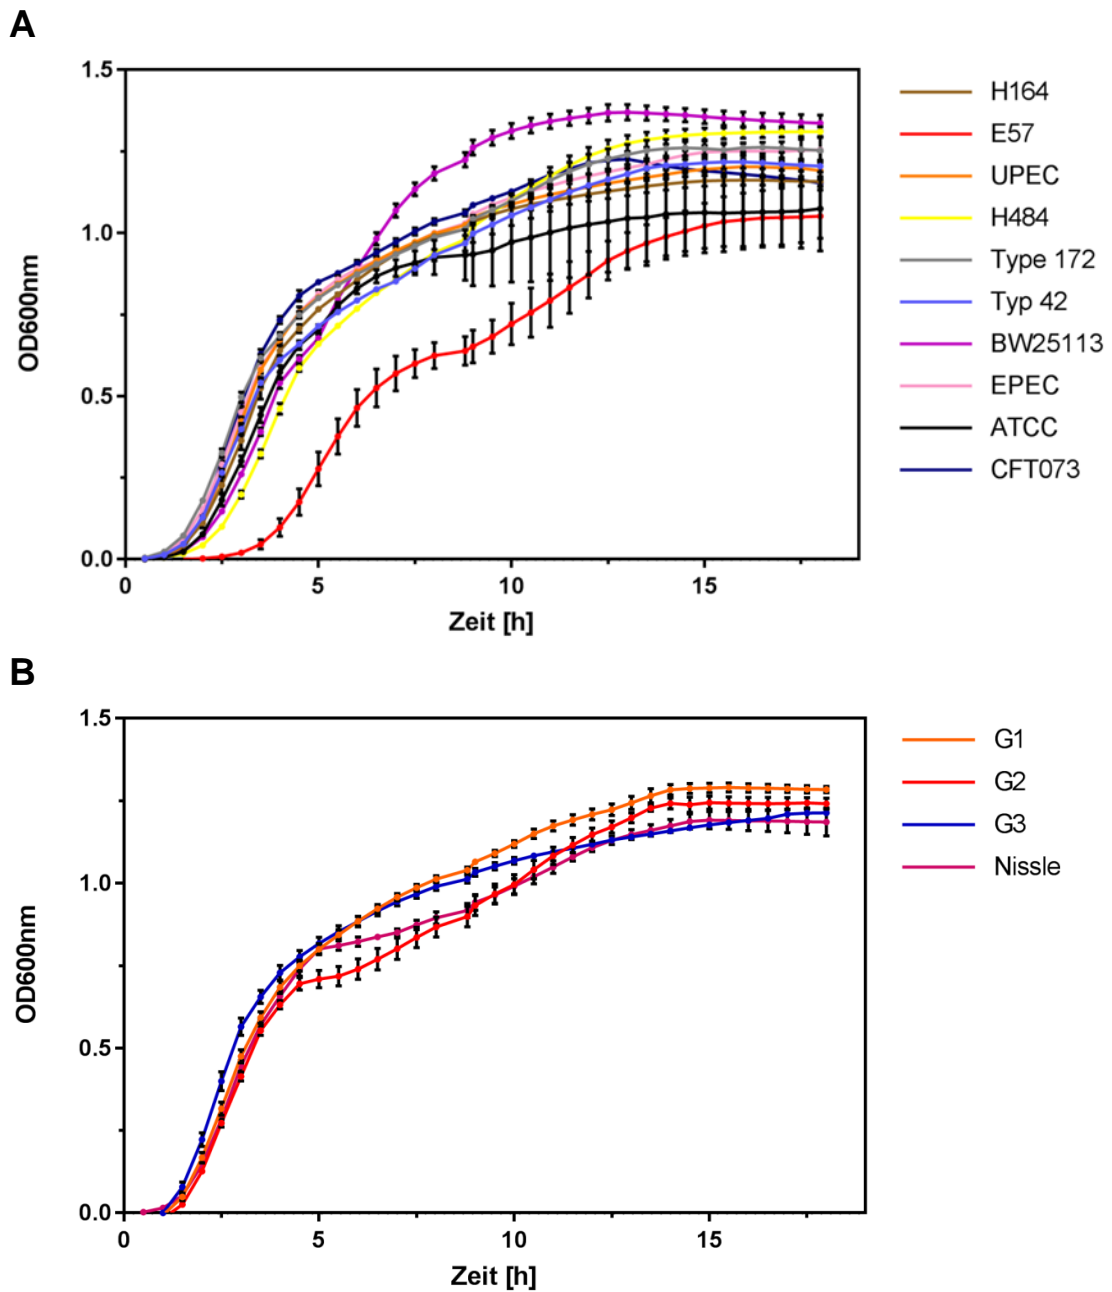 A
1.5
1.0
0.5
0.0
0
5
10
15
OD600nm
Zeit [h]
H164
E57
UPEC
H484
Type 172
Typ 42
BW25113
EPEC
ATCC
CFT073
B
1.5
1.0
0.5
0.0
0
5
10
15
OD600nm
Zeit [h]
G1
G2
G3
Nissle